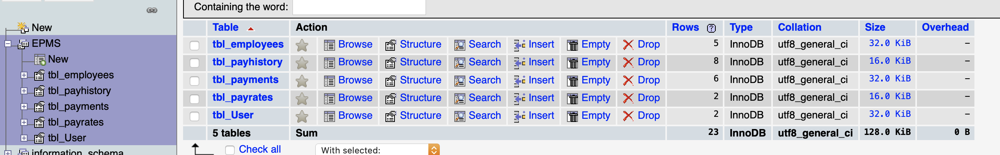 Containing the word:
New
EPMS
New
tbl_employees
tbl_payhistory
tbl_payments
tbl_payrates
tbl_User
information_schema
Table Action Rows ? Type Collation Size Overhead
tbl_employees Browse Structure Search Insert Empty Drop 5 InnoDB utf8_general_ci 32.0 KiB –
tbl_payhistory Browse Structure Search Insert Empty Drop 8 InnoDB utf8_general_ci 16.0 KiB –
tbl_payments Browse Structure Search Insert Empty Drop 6 InnoDB utf8_general_ci 32.0 KiB –
tbl_payrates Browse Structure Search Insert Empty Drop 2 InnoDB utf8_general_ci 16.0 KiB –
tbl_User Browse Structure Search Insert Empty Drop 2 InnoDB utf8_general_ci 32.0 KiB –
5 tables Sum 23 InnoDB utf8_general_ci 128.0 KiB 0 B
Check all With selected: